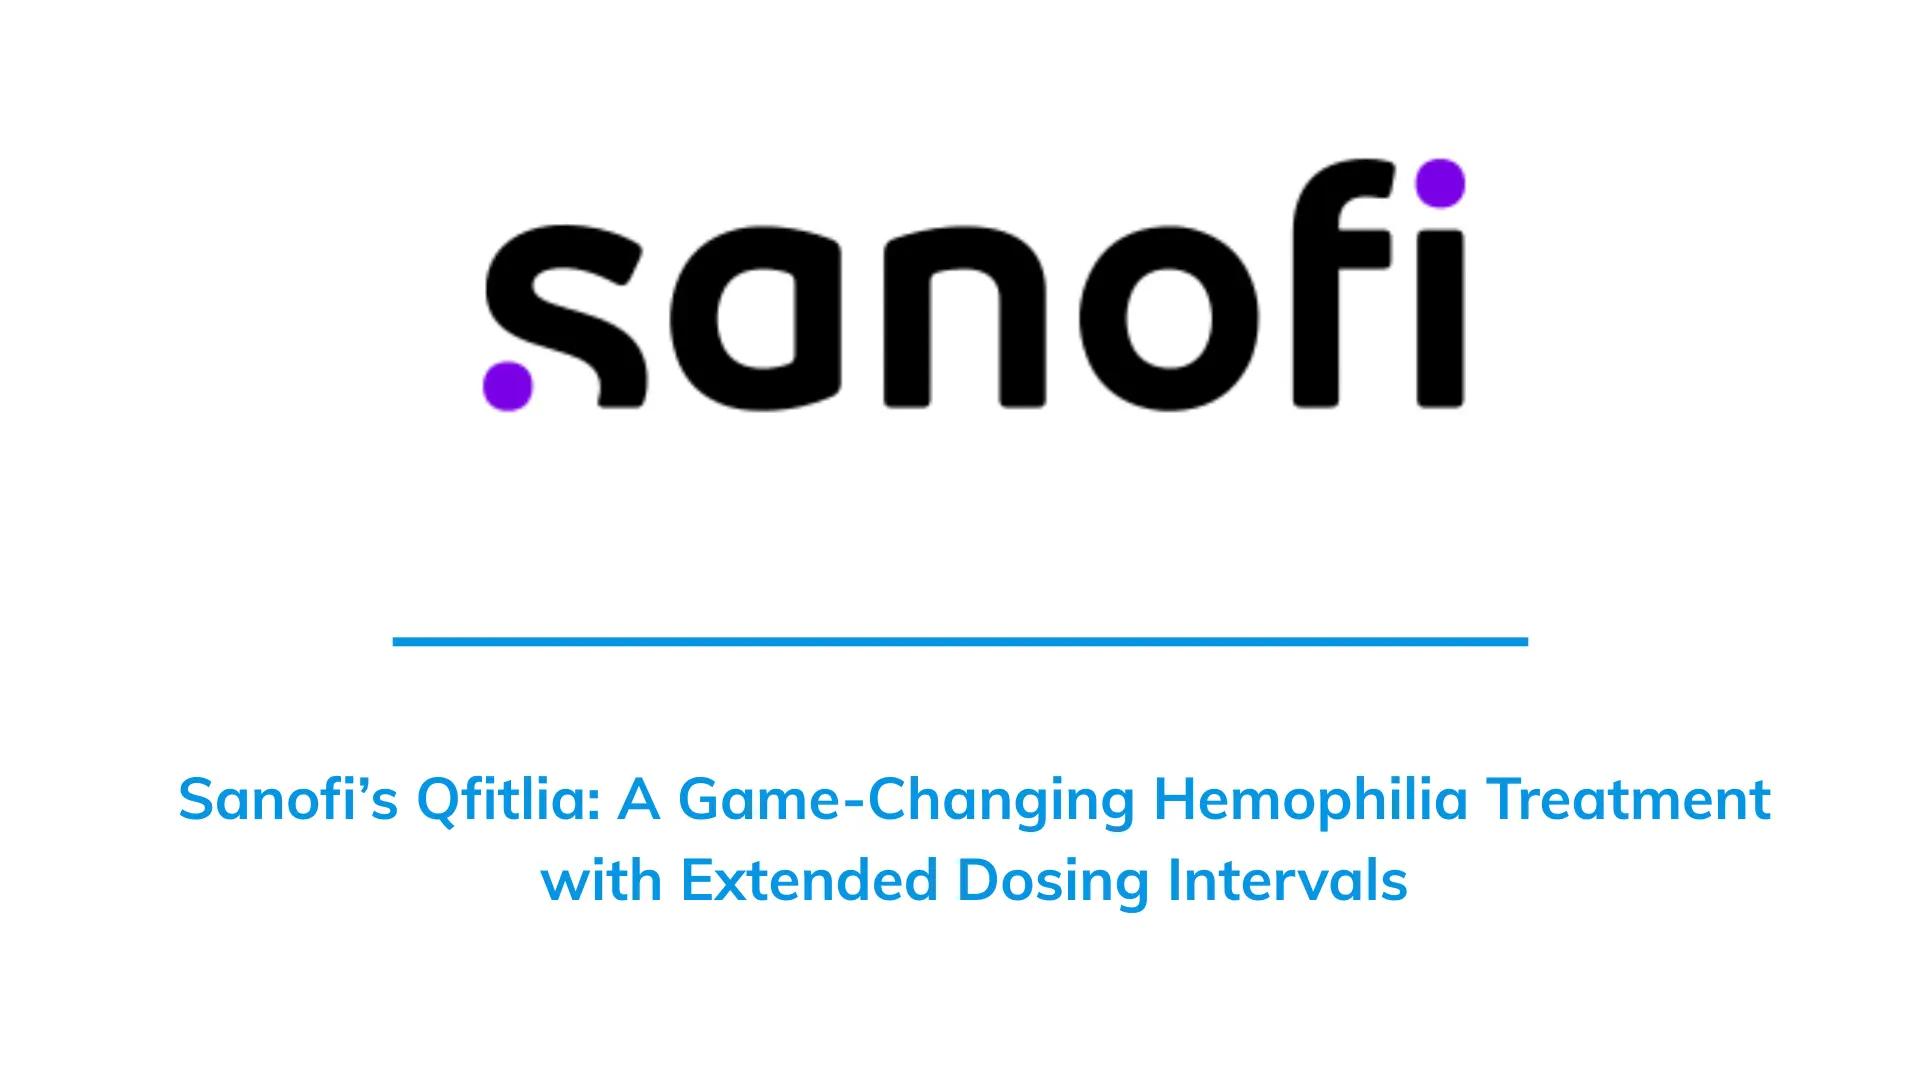 sanofi
Sanofi’s Qfitlia: A Game-Changing Hemophilia Treatment
with Extended Dosing Intervals